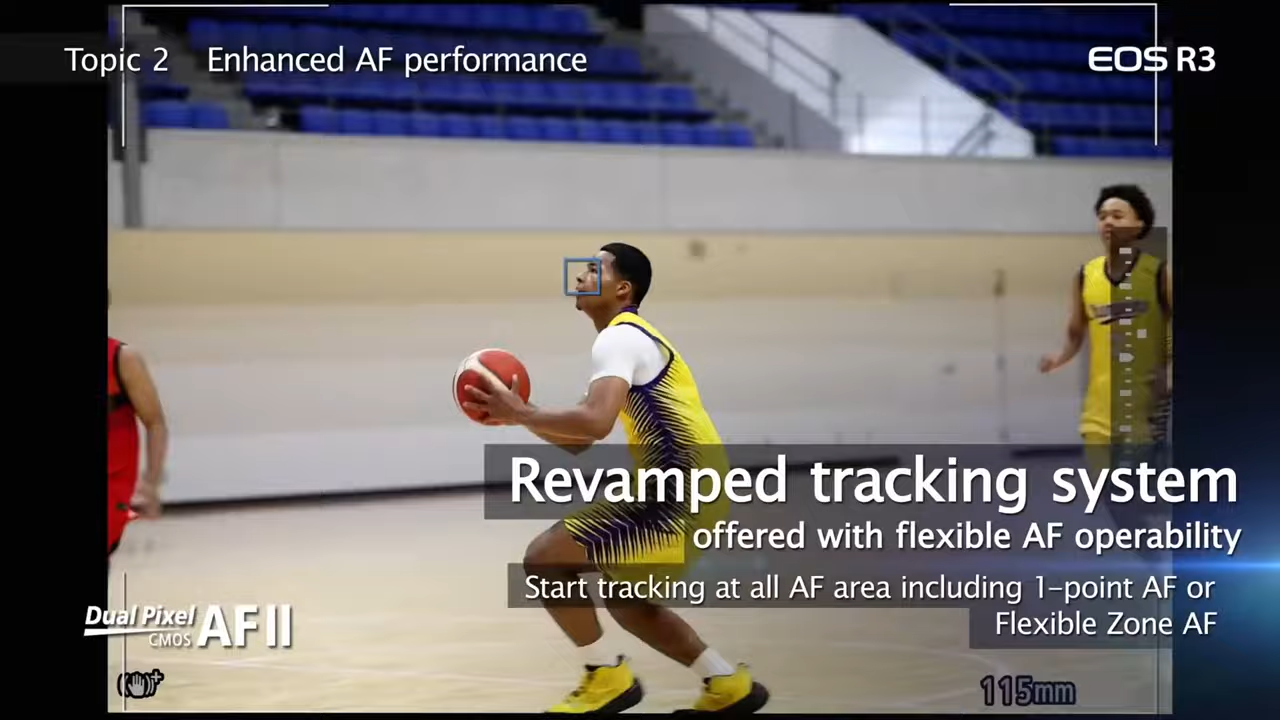 Topic 2 Enhanced AF performance
EOS R3
Revamped tracking system
offered with flexible AF operability
Start tracking at all AF area including 1-point AF or
Flexible Zone AF
Dual Pixel
CMOS AF II
115mm